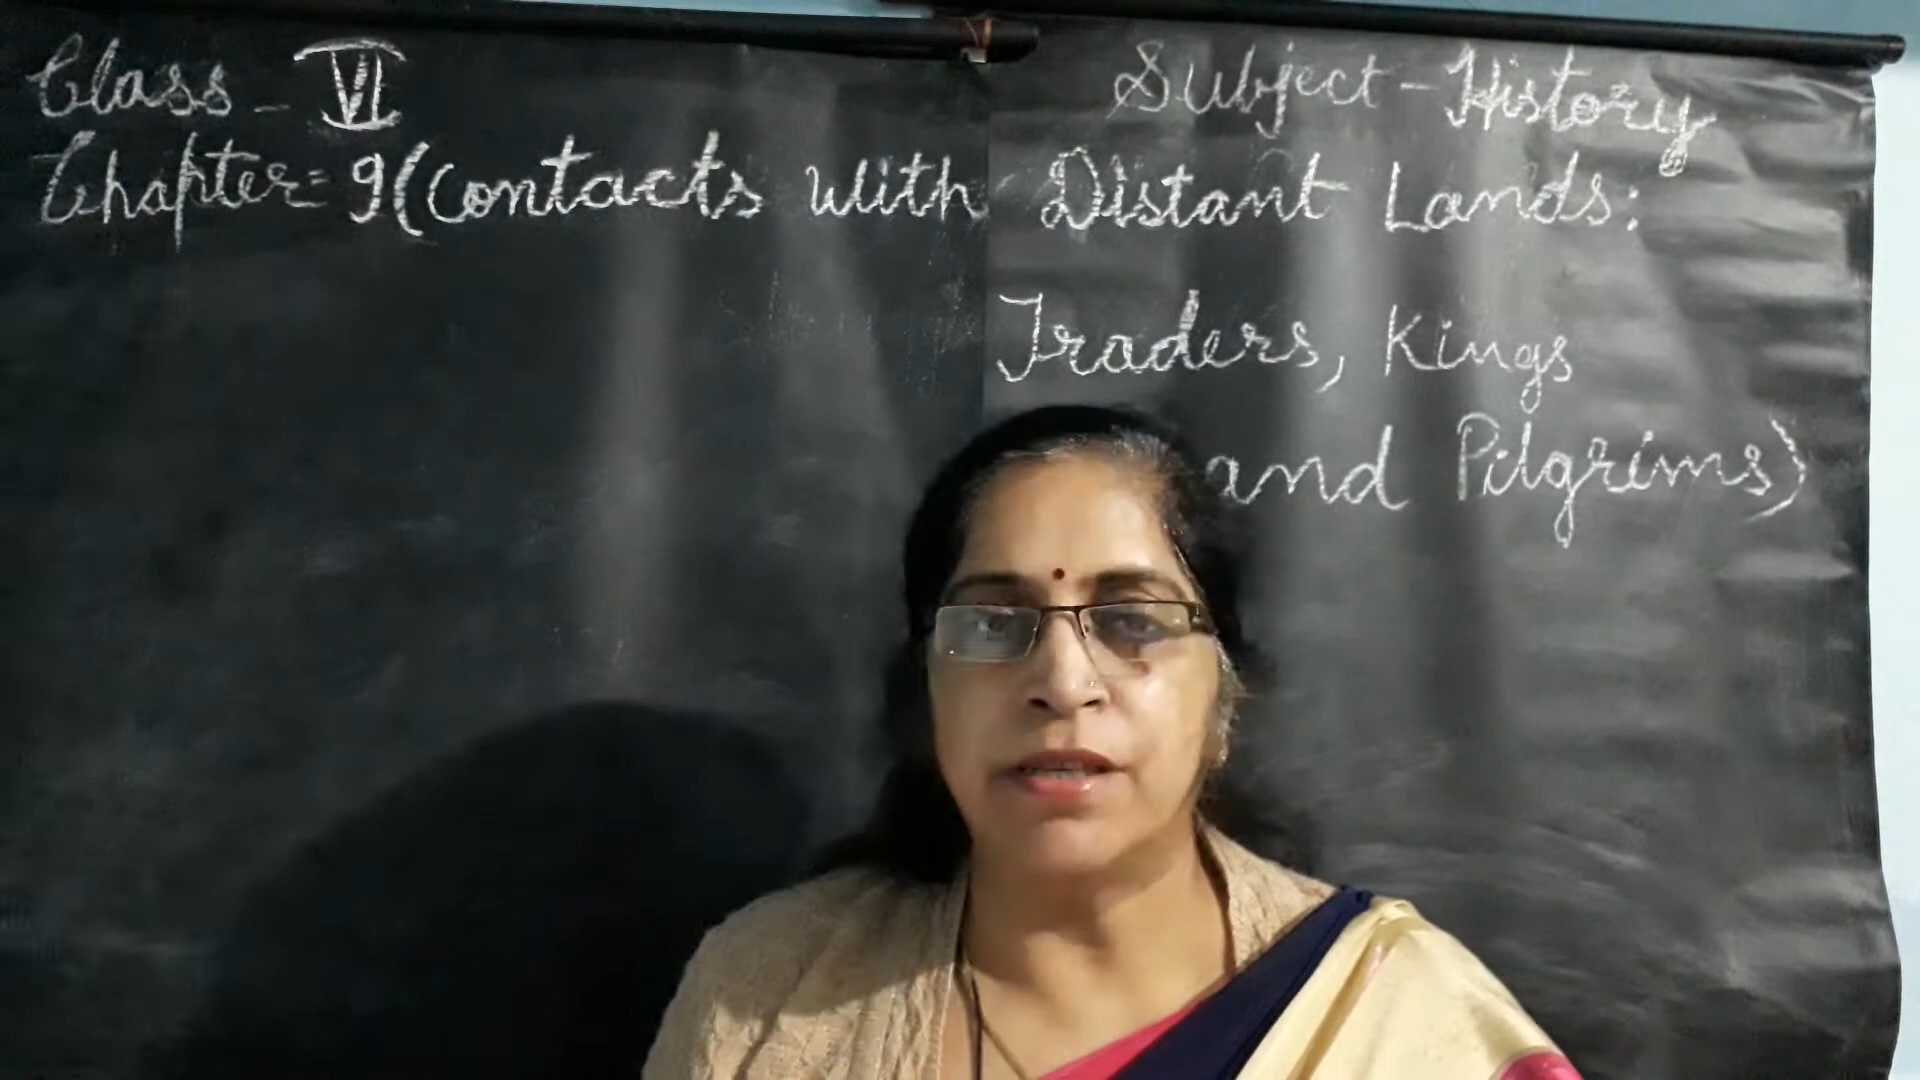 Class - VI
Subject - History
Chapter = 9 (Contacts with Distant Lands:
Traders, Kings
and Pilgrims)